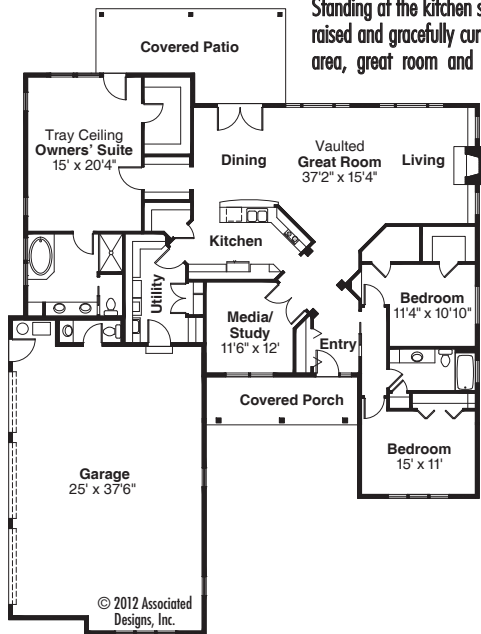 Standing at the kitchen s
raised and gracefully cur
area, great room and
Covered Patio
Tray Ceiling
Owners' Suite
15' x 20'4"
Dining
Vaulted
Great Room
37'2" x 15'4"
Living
Kitchen
Utility
Media/
Study
11'6" x 12'
Entry
Bedroom
11'4" x 10'10"
Covered Porch
Bedroom
15' x 11'
Garage
25' x 37'6"
© 2012 Associated
Designs, Inc.